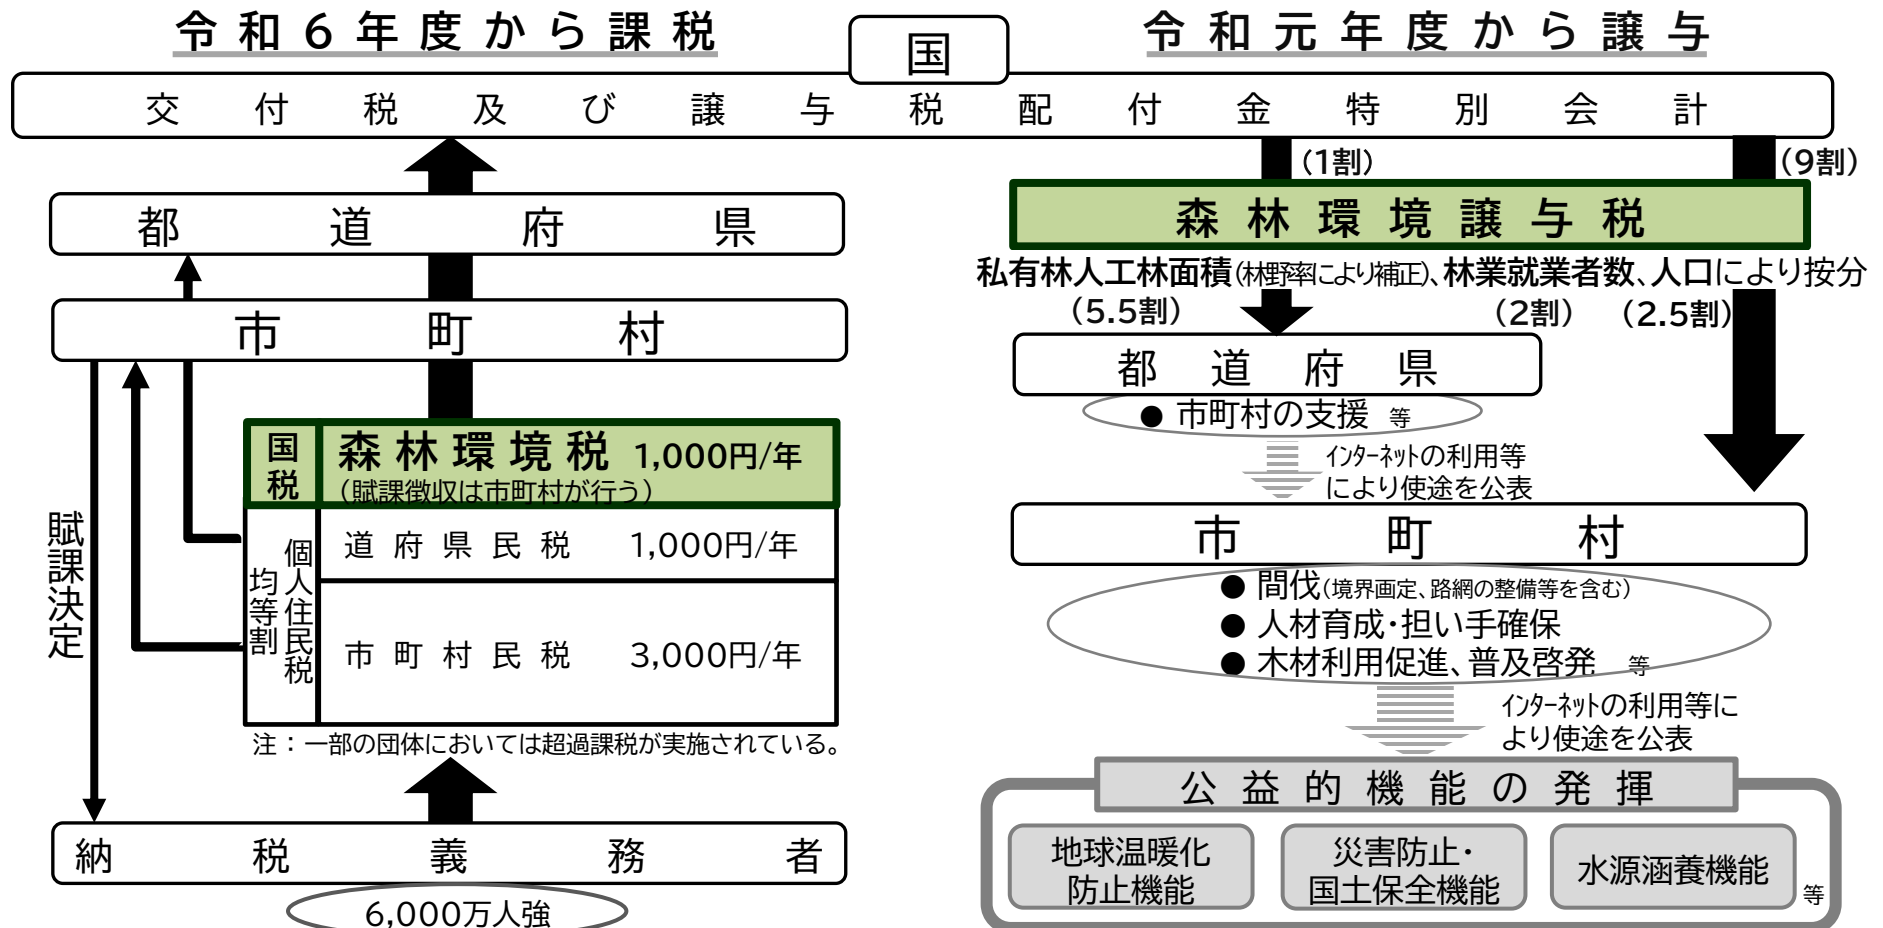 令和6年度から課税
国
令和元年度から譲与
交付税及び譲与税配付金特別会計
都道府県
市町村
国税
森林環境税 1,000円/年
(賦課徴収は市町村が行う)
個人住民税
均等割
道府県民税 1,000円/年
市町村民税 3,000円/年
賦課決定
注：一部の団体においては超過課税が実施されている。
納税義務者
6,000万人強
(1割)
(9割)
森林環境譲与税
私有林人工林面積(林野率により補正)、林業就業者数、人口により按分
(5.5割) (2割) (2.5割)
都道府県
● 市町村の支援 等
インターネットの利用等
により使途を公表
市町村
● 間伐(境界画定、路網の整備等を含む)
● 人材育成・担い手確保
● 木材利用促進、普及啓発 等
インターネットの利用等に
より使途を公表
公益的機能の発揮
地球温暖化
防止機能
災害防止・
国土保全機能
水源涵養機能
等